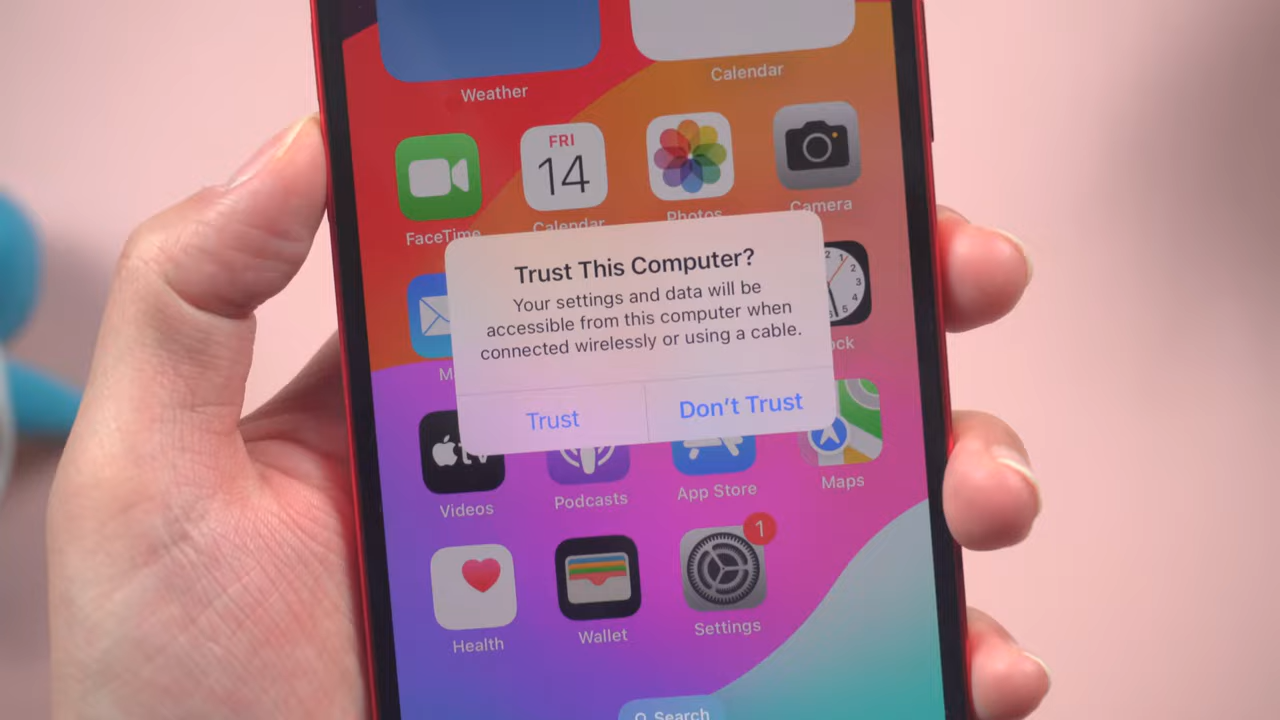 Weather
Calendar
FRI
14
FaceTime
Calendar
Photos
Camera
Trust This Computer?
Your settings and data will be
accessible from this computer when
connected wirelessly or using a cable.
Trust
Don't Trust
tv
Videos
Podcasts
App Store
Maps
1
Health
Wallet
Settings
Search